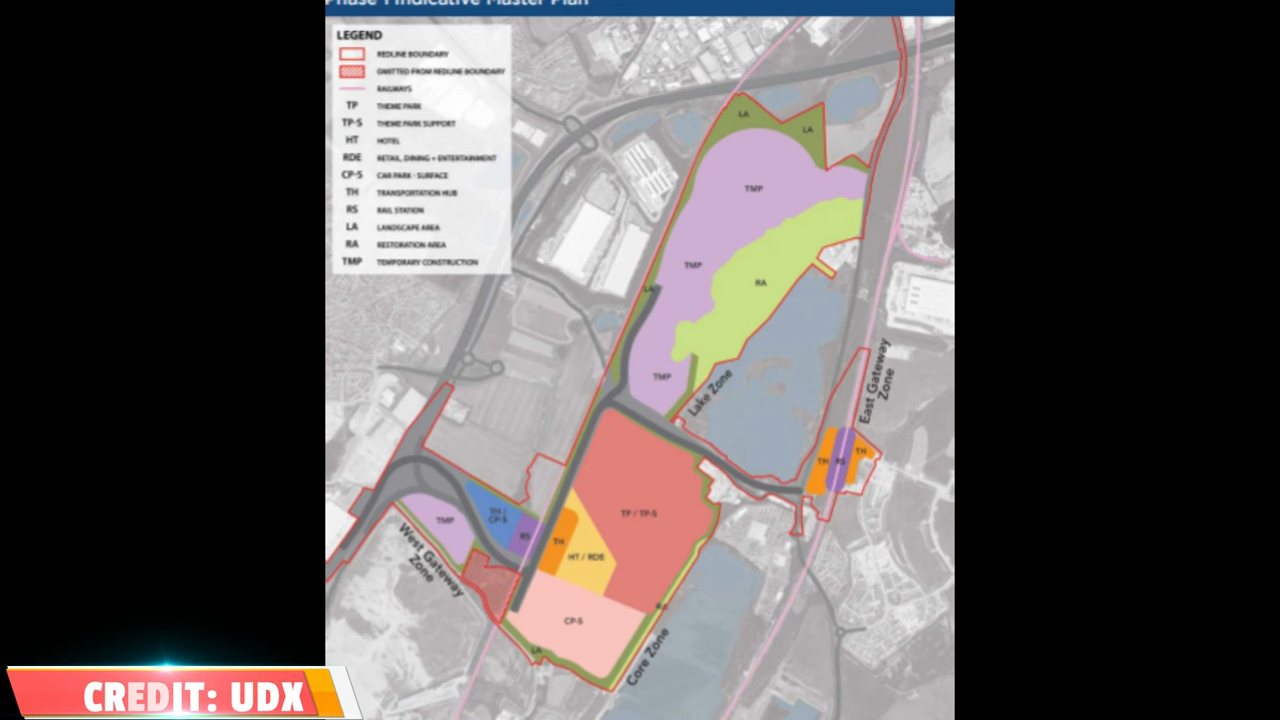 Phase 1 Indicative Master Plan
LEGEND
REDLINE BOUNDARY
OMITTED FROM REDLINE BOUNDARY
RAILWAYS
TP THEME PARK
TP-S THEME PARK SUPPORT
HT HOTEL
RDE RETAIL, DINING + ENTERTAINMENT
CP-S CAR PARK - SURFACE
TH TRANSPORTATION HUB
RS RAIL STATION
LA LANDSCAPE AREA
RA RESTORATION AREA
TMP TEMPORARY CONSTRUCTION
LA
LA
TMP
TMP
RA
LA
TMP
Lake Zone
East Gateway
Zone
TH
RS
TH
TMP
TH /
CP-S
RS
TH
HT / RDE
TP / TP-S
West Gateway
Zone
CP-S
RA
LA
Core Zone
CREDIT: UDX